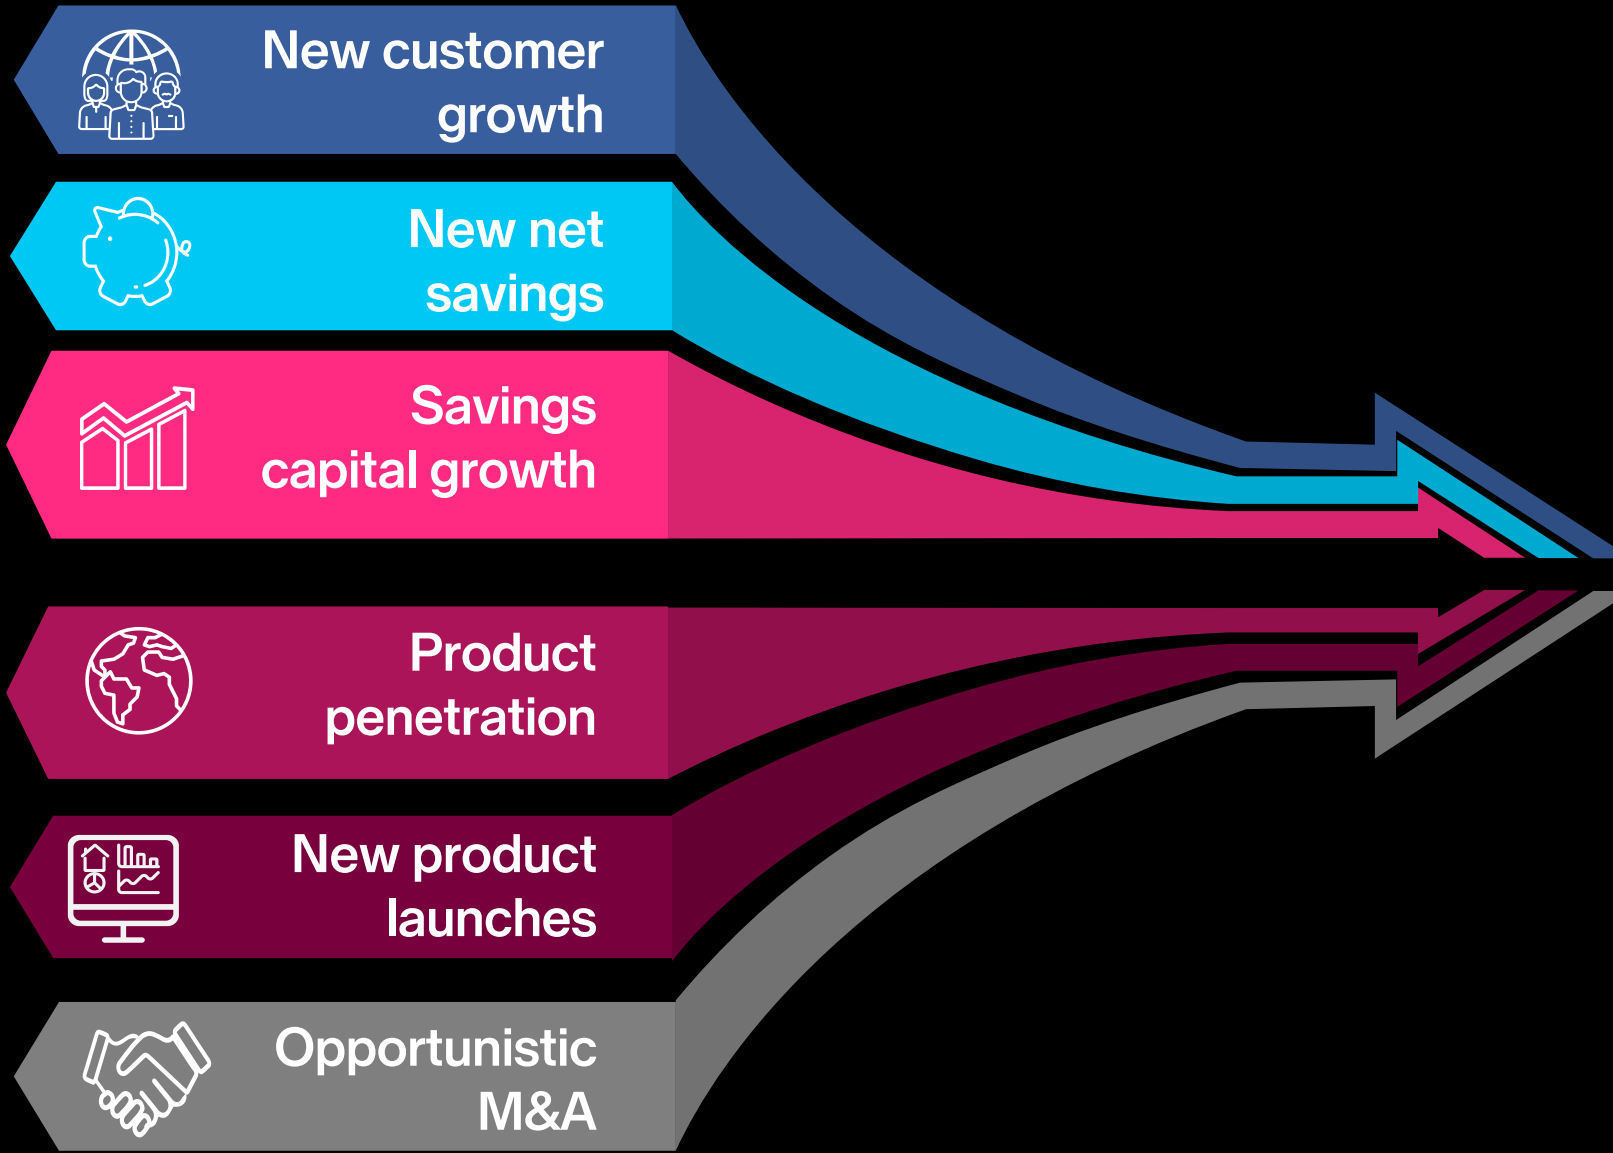 New customer
growth
New net
savings
Savings
capital growth
Product
penetration
New product
launches
Opportunistic
M&A